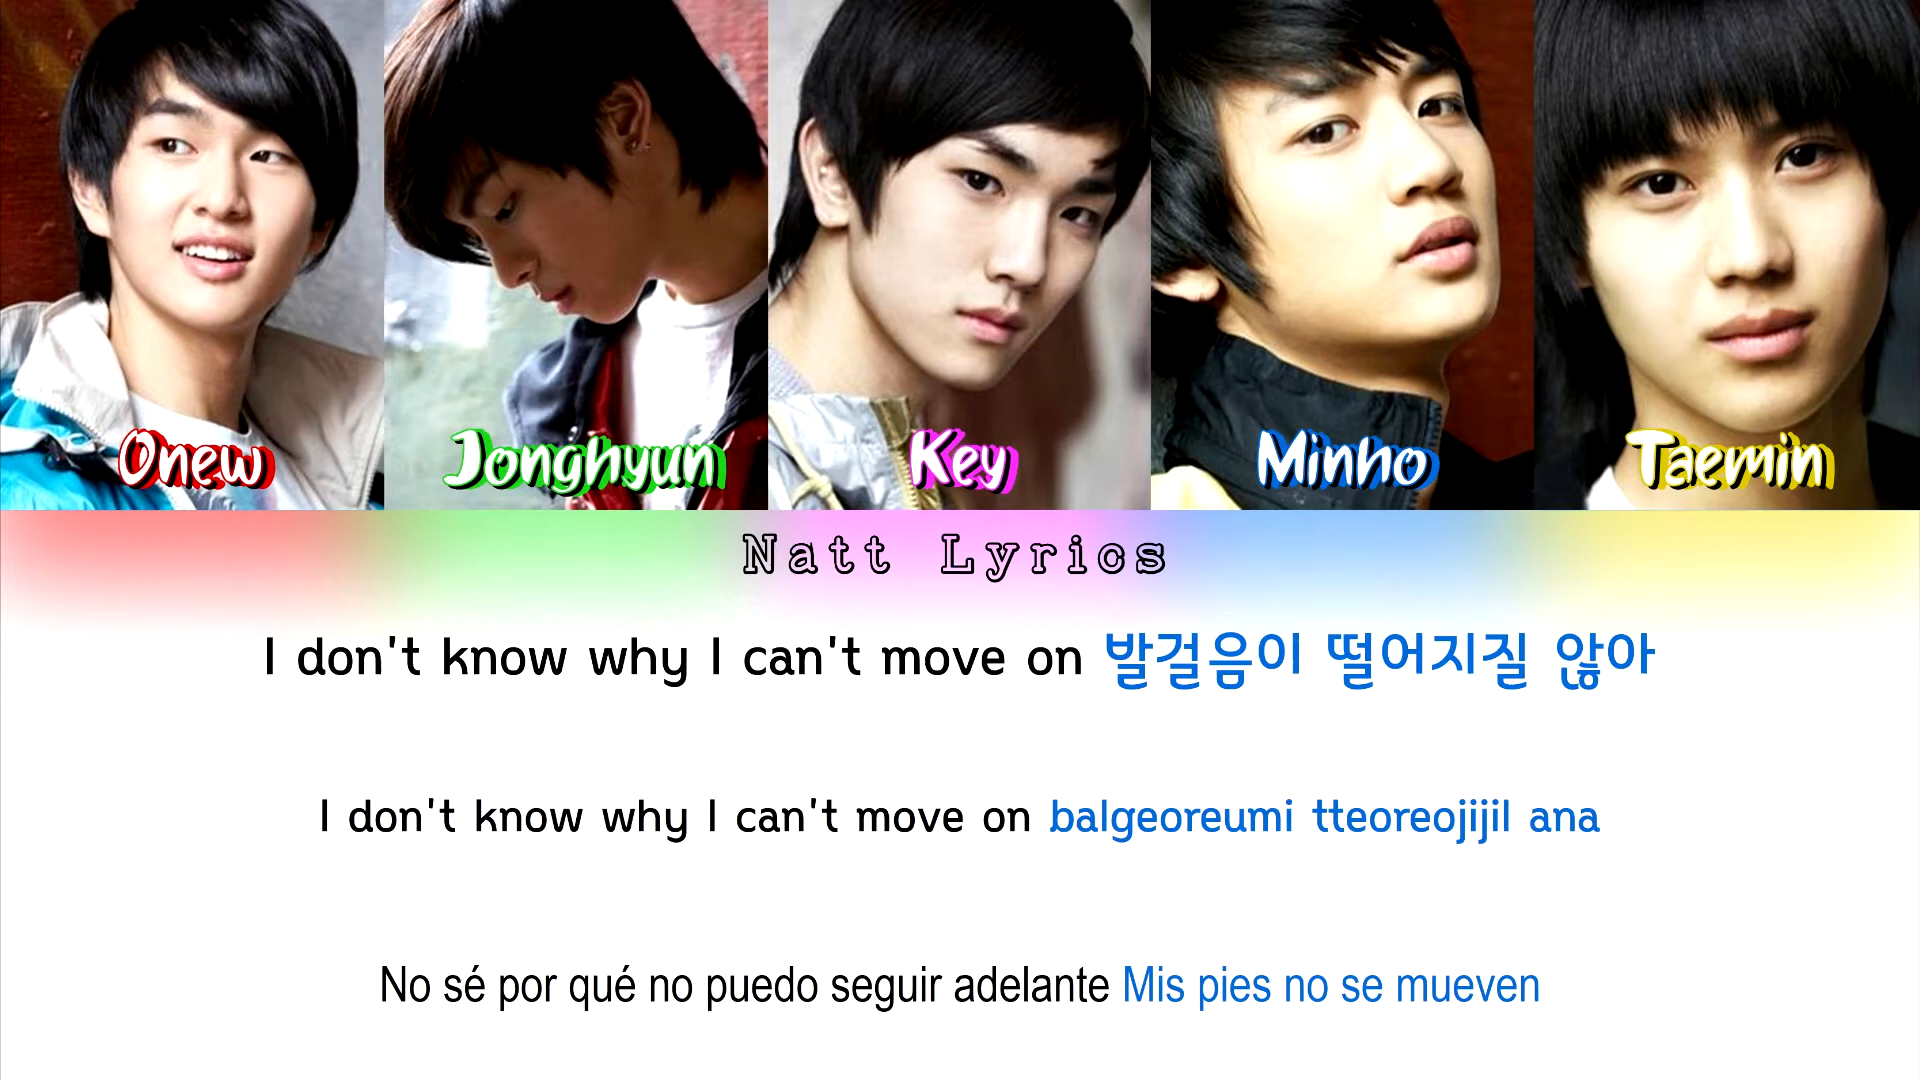 Onew Jonghyun Key Minho Taemin
Natt Lyrics
I don't know why I can't move on 발걸음이 떨어지질 않아
I don't know why I can't move on balgeoreumi tteoreojijil ana
No sé por qué no puedo seguir adelante Mis pies no se mueven